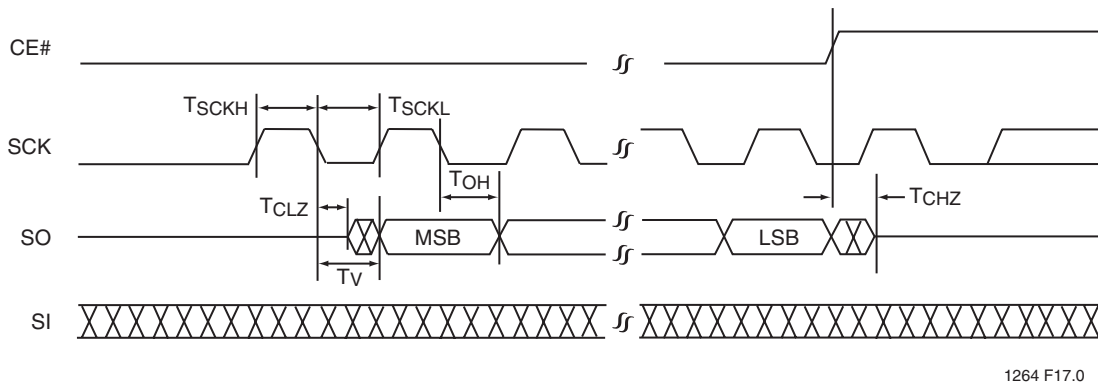 CE#
TSCKH
TSCKL
SCK
TOH
TCLZ
TCHZ
SO
MSB
LSB
TV
SI
1264 F17.0